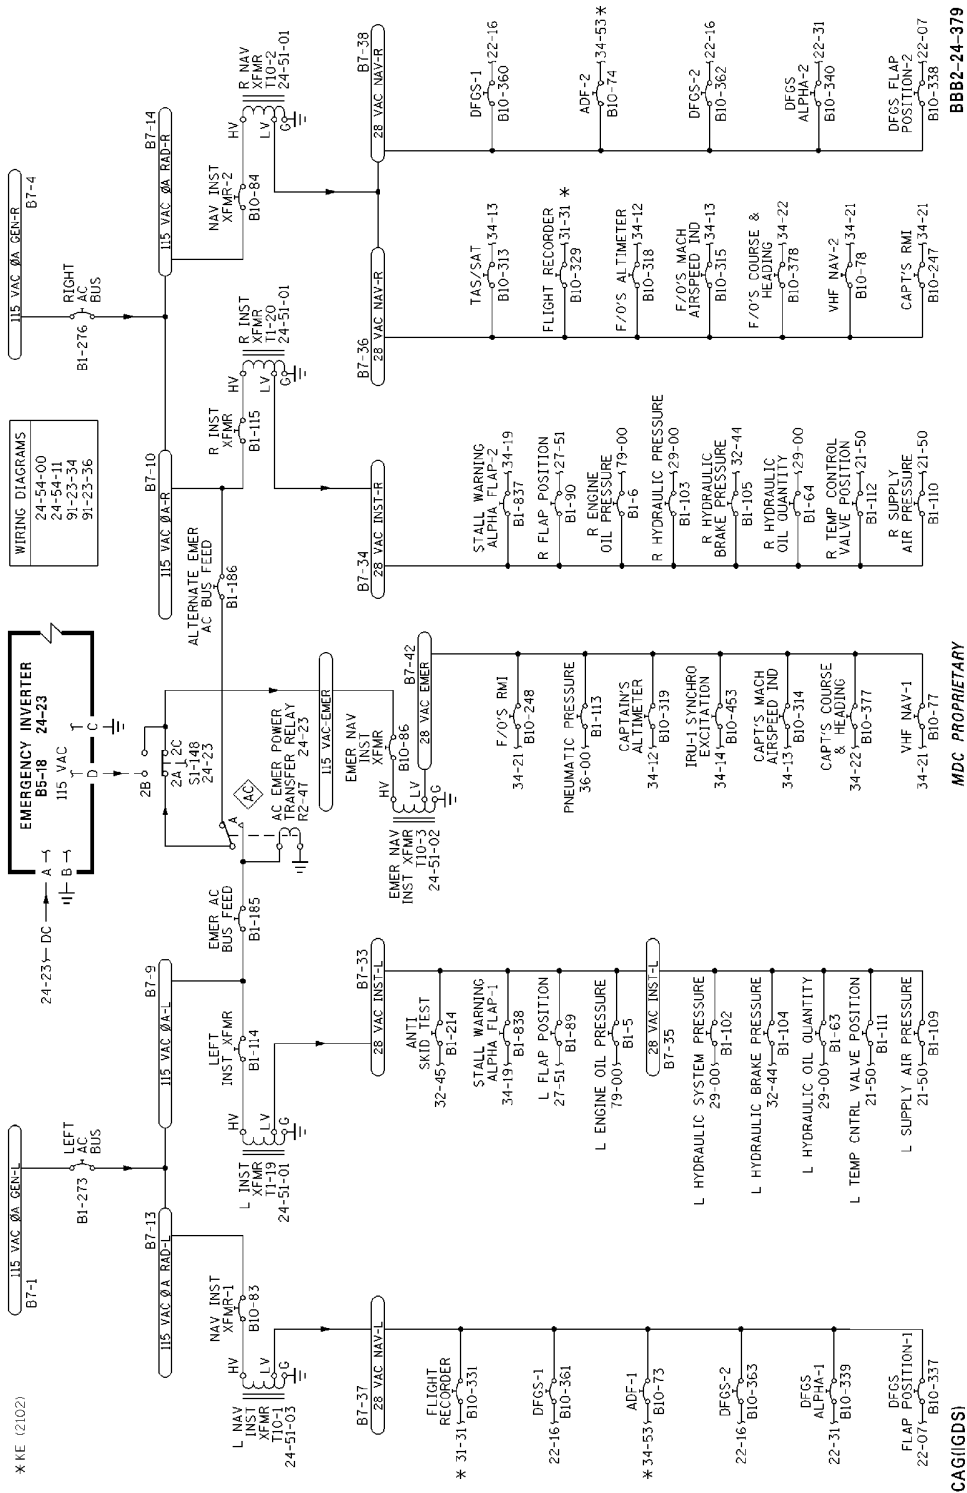 * KE (2102)
115 VAC ØA GEN-L
B7-1
B1-273
LEFT
AC
BUS
B7-13
115 VAC ØA RAD-L
B7-9
115 VAC ØA-L
NAV INST
XFMR-1
B10-83
L NAV
INST
XFMR
T10-1
24-51-03
HV
LV
G
B7-37
28 VAC NAV-L
FLIGHT
RECORDER
* 31-31
B10-331
DFGS-1
22-16
B10-361
ADF-1
* 34-53
B10-73
DFGS-2
22-16
B10-363
DFGS
ALPHA-1
22-31
B10-339
DFGS
FLAP POSITION-1
22-07
B10-337
LEFT
INST XFMR
B1-114
L INST
XFMR
T1-19
24-51-01
HV
LV
G
B7-33
28 VAC INST-L
ANTI
SKID TEST
32-45
B1-214
STALL WARNING
ALPHA FLAP-1
34-19
B1-838
L FLAP POSITION
27-51
B1-89
L ENGINE OIL PRESSURE
79-00
B1-5
28 VAC INST-L
B7-35
L HYDRAULIC SYSTEM PRESSURE
29-00
B1-102
L HYDRAULIC BRAKE PRESSURE
32-44
B1-104
L HYDRAULIC OIL QUANTITY
29-00
B1-63
L TEMP CNTRL VALVE POSITION
21-50
B1-111
L SUPPLY AIR PRESSURE
21-50
B1-109
EMERGENCY INVERTER
B5-18 24-23
115 VAC
24-23
DC
A
B
D
C
2B
2A
2C
S1-148
24-23
EMER AC
BUS FEED
B1-185
A
AC
AC EMER POWER
TRANSFER RELAY
R2-47 24-23
ALTERNATE EMER
AC BUS FEED
B1-186
115 VAC-EMER
EMER NAV
INST
XFMR
B10-86
EMER NAV
INST XFMR
T10-3
24-51-02
HV
LV
G
B7-42
28 VAC EMER
F/O'S RMI
34-21
B10-248
PNEUMATIC PRESSURE
36-00
B1-113
CAPTAIN'S
ALTIMETER
34-12
B10-319
IRU-1 SYNCHRO
EXCITATION
34-14
B10-453
CAPT'S MACH
AIRSPEED IND
34-13
B10-314
CAPT'S COURSE
& HEADING
34-22
B10-377
VHF NAV-1
34-21
B10-77
WIRING DIAGRAMS
24-54-00
24-54-11
91-23-34
91-23-36
115 VAC ØA GEN-R
B7-4
B1-276
RIGHT
AC
BUS
B7-10
115 VAC ØA-R
B7-14
115 VAC ØA RAD-R
R INST
XFMR
B1-115
R INST
XFMR
T1-20
24-51-01
HV
LV
G
B7-34
28 VAC INST-R
STALL WARNING
ALPHA FLAP-2
34-19
B1-837
R FLAP POSITION
27-51
B1-90
R ENGINE
OIL PRESSURE
79-00
B1-6
R HYDRAULIC PRESSURE
29-00
B1-103
R HYDRAULIC
BRAKE PRESSURE
32-44
B1-105
R HYDRAULIC
OIL QUANTITY
29-00
B1-64
R TEMP CONTROL
VALVE POSITION
21-50
B1-112
R SUPPLY
AIR PRESSURE
21-50
B1-110
NAV INST
XFMR-2
B10-84
R NAV
XFMR
T10-2
24-51-01
HV
LV
G
B7-36
28 VAC NAV-R
TAS/SAT
34-13
B10-313
FLIGHT RECORDER
31-31 *
B10-329
F/O'S ALTIMETER
34-12
B10-318
F/O'S MACH
AIRSPEED IND
34-13
B10-315
F/O'S COURSE &
HEADING
34-22
B10-378
VHF NAV-2
34-21
B10-78
CAPT'S RMI
34-21
B10-247
B7-38
28 VAC NAV-R
DFGS-1
22-16
B10-360
ADF-2
34-53 *
B10-74
DFGS-2
22-16
B10-362
DFGS
ALPHA-2
22-31
B10-340
DFGS FLAP
POSITION-2
22-07
B10-338
CAG(IGDS)
MDC PROPRIETARY
BBB2-24-379